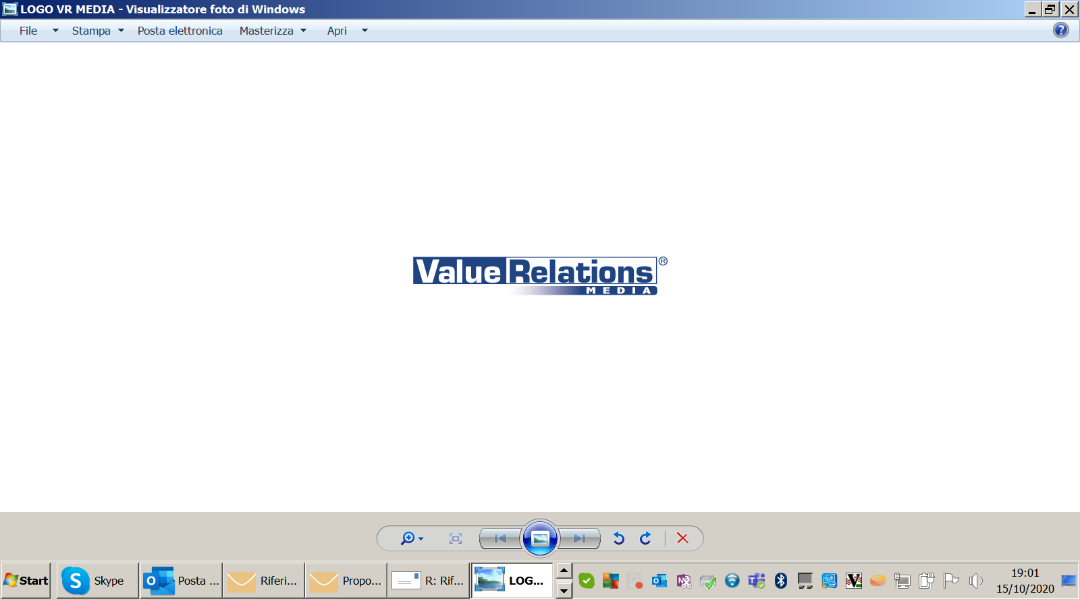 LOGO VR MEDIA - Visualizzatore foto di Windows
File Stampa Posta elettronica Masterizza Apri
Value Relations®
MEDIA
Start Skype Posta ... Riferi... Propo... R: Rif... LOG...
19:01
15/10/2020